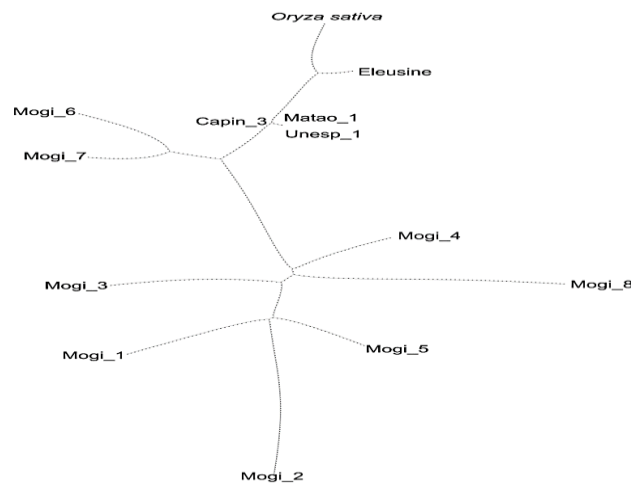 Oryza sativa
Eleusine
Mogi_6
Capin_3
Matao_1
Unesp_1
Mogi_7
Mogi_4
Mogi_3
Mogi_8
Mogi_1
Mogi_5
Mogi_2